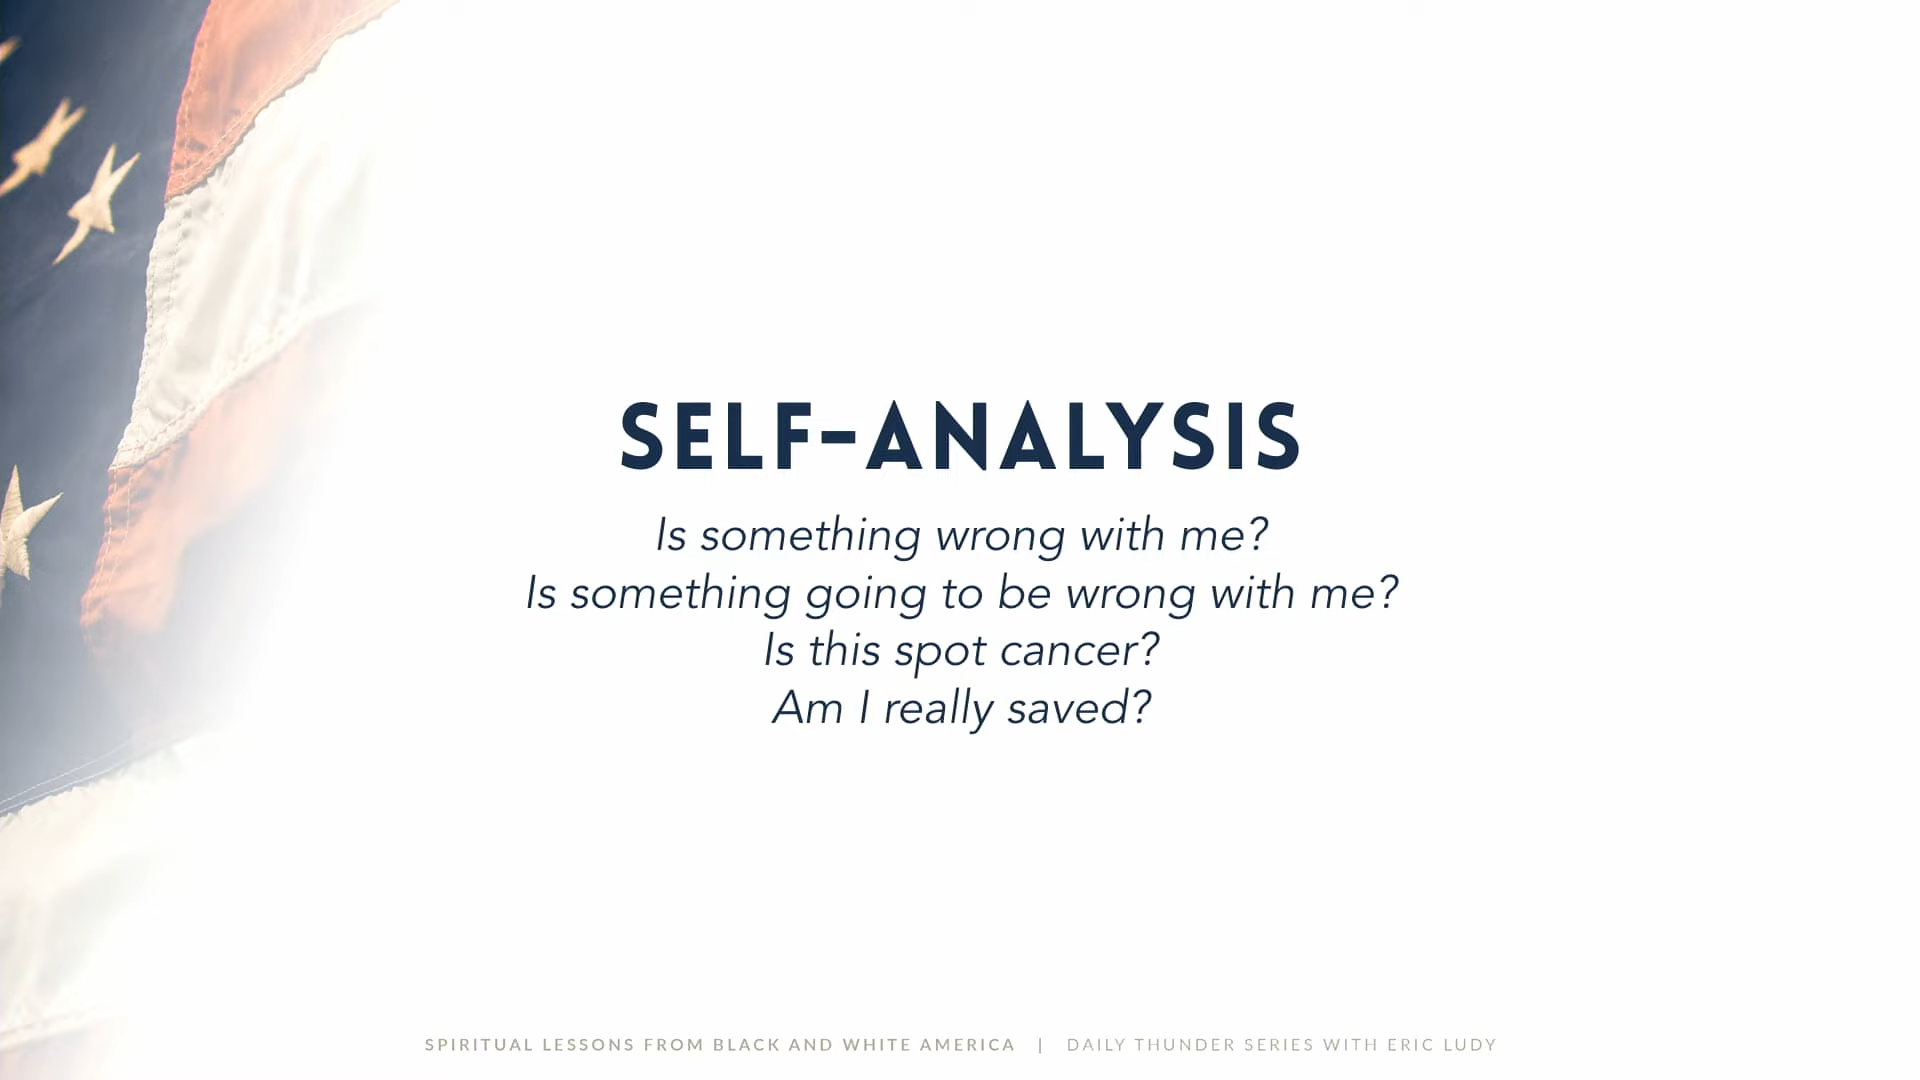 SELF-ANALYSIS
Is something wrong with me?
Is something going to be wrong with me?
Is this spot cancer?
Am I really saved?
SPIRITUAL LESSONS FROM BLACK AND WHITE AMERICA | DAILY THUNDER SERIES WITH ERIC LUDY